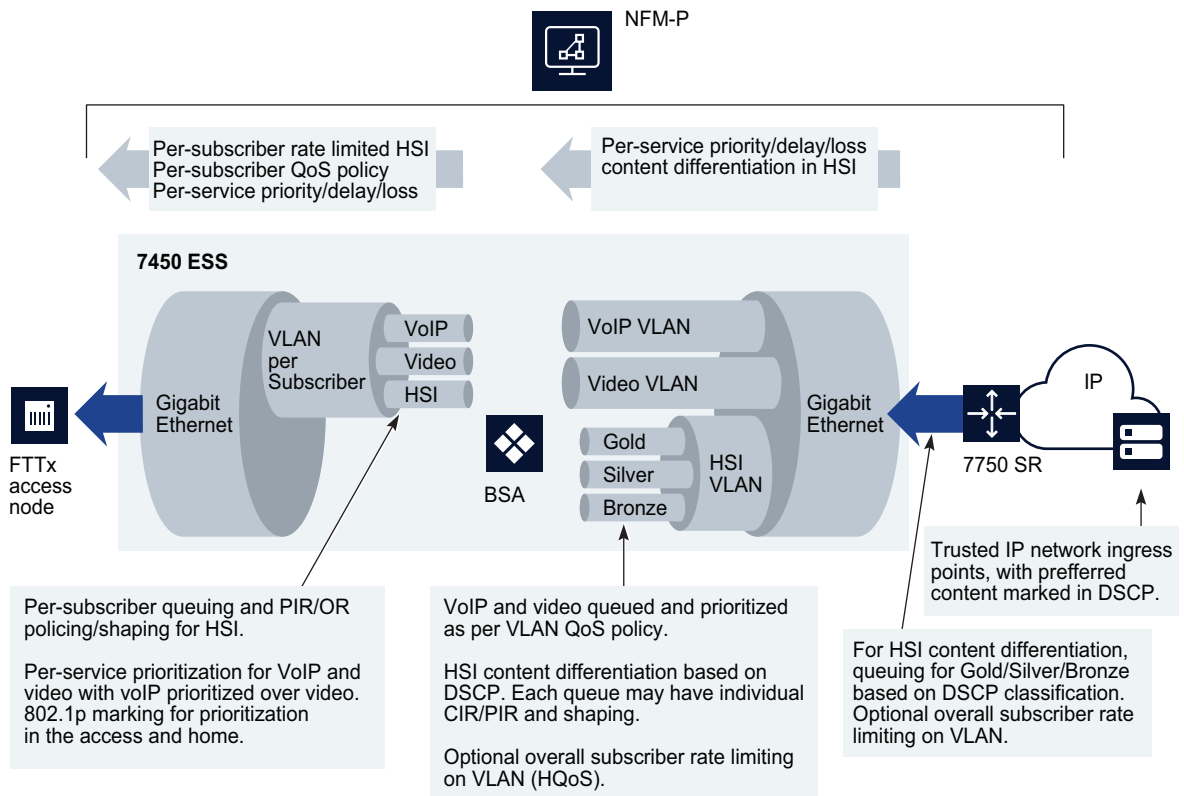 NFM-P
Per-subscriber rate limited HSI
Per-subscriber QoS policy
Per-service priority/delay/loss
Per-service priority/delay/loss
content differentiation in HSI
7450 ESS
Gigabit
Ethernet
VLAN
per
Subscriber
VoIP
Video
HSI
BSA
VoIP VLAN
Video VLAN
Gold
Silver
Bronze
HSI
VLAN
Gigabit
Ethernet
FTTx
access
node
7750 SR
IP
Per-subscriber queuing and PIR/OR
policing/shaping for HSI.
Per-service prioritization for VoIP and
video with voIP prioritized over video.
802.1p marking for prioritization
in the access and home.
VoIP and video queued and prioritized
as per VLAN QoS policy.
HSI content differentiation based on
DSCP. Each queue may have individual
CIR/PIR and shaping.
Optional overall subscriber rate limiting
on VLAN (HQoS).
For HSI content differentiation,
queuing for Gold/Silver/Bronze
based on DSCP classification.
Optional overall subscriber rate
limiting on VLAN.
Trusted IP network ingress
points, with prefferred
content marked in DSCP.